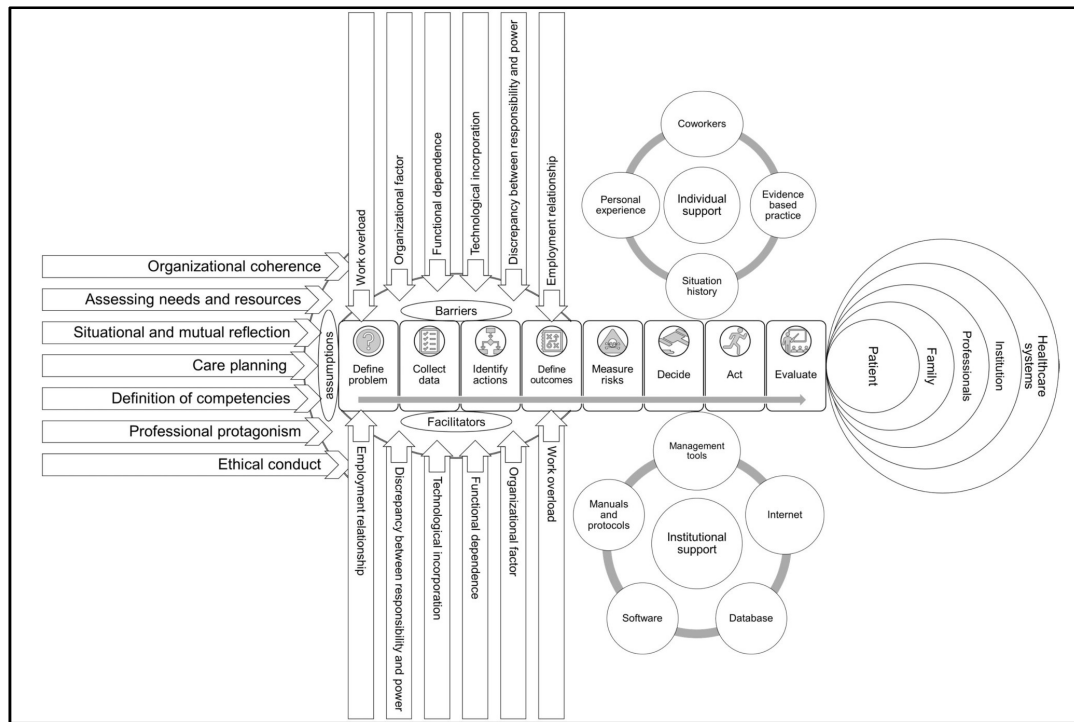 Work overload
Organizational factor
Functional dependence
Technological incorporation
Discrepancy between responsibility and power
Employment relationship
Coworkers
Personal
experience
Individual
support
Evidence
based
practice
Situation
history
Organizational coherence
Assessing needs and resources
Situational and mutual reflection
Care planning
Definition of competencies
Professional protagonism
Ethical conduct
assumptions
Barriers
?
Define
problem
Collect
data
Identify
actions
Define
outcomes
Measure
risks
Decide
Act
Evaluate
Facilitators
Patient
Family
Professionals
Institution
Healthcare
systems
Employment relationship
Discrepancy between responsibility and power
Technological incorporation
Functional dependence
Organizational factor
Work overload
Management
tools
Manuals
and
protocols
Internet
Institutional
support
Software
Database